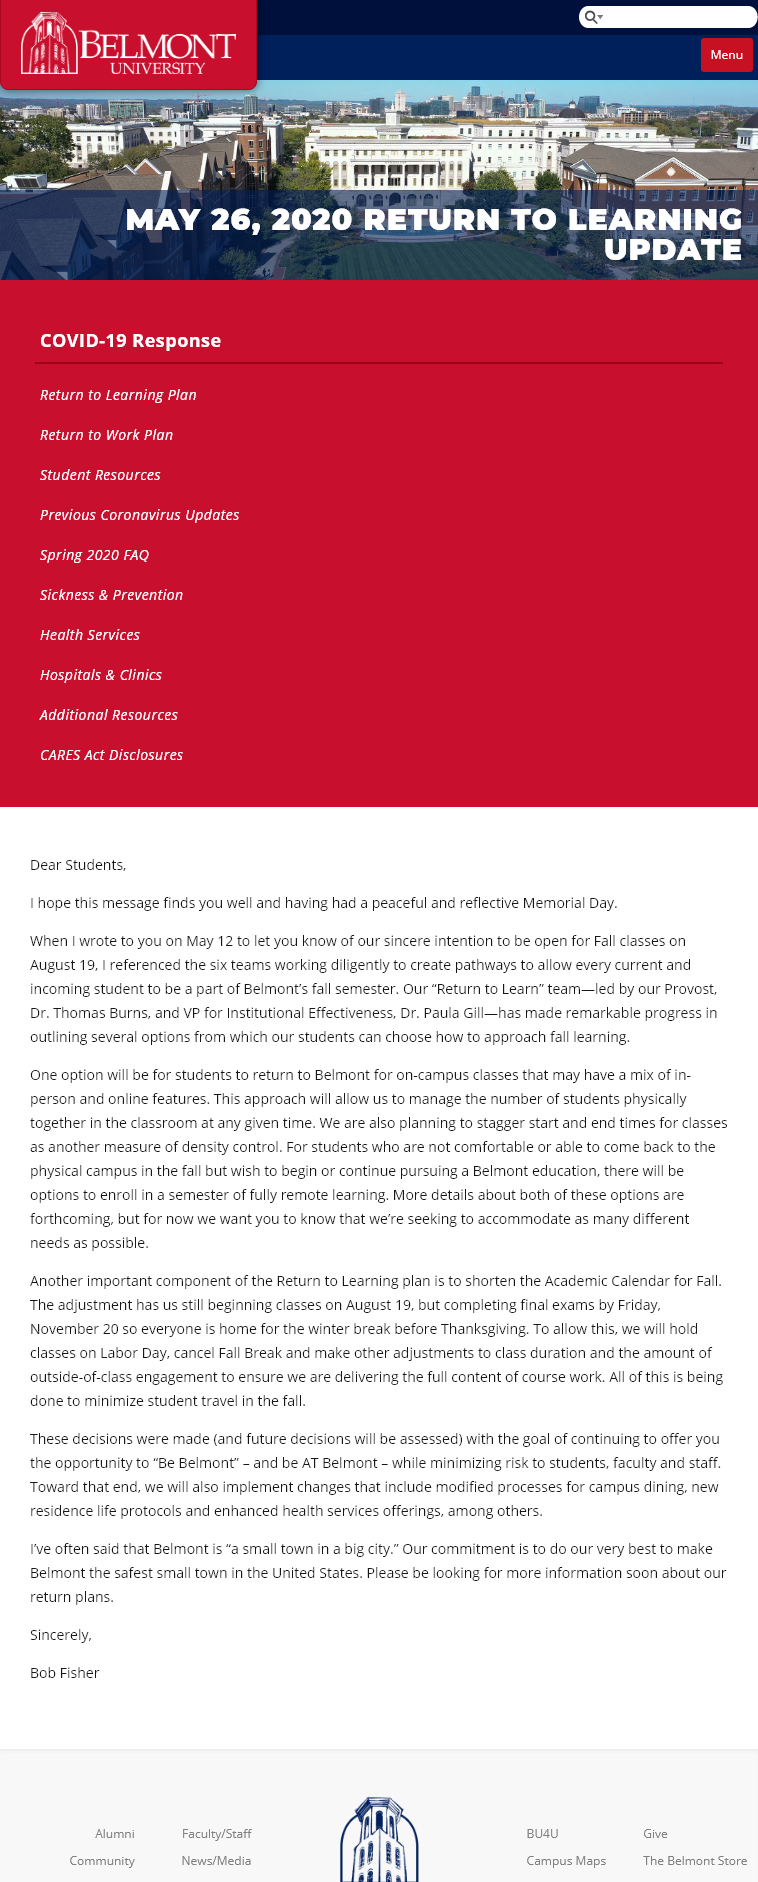 BELMONT
UNIVERSITY
Menu
MAY 26, 2020 RETURN TO LEARNING
UPDATE
COVID-19 Response
Return to Learning Plan
Return to Work Plan
Student Resources
Previous Coronavirus Updates
Spring 2020 FAQ
Sickness & Prevention
Health Services
Hospitals & Clinics
Additional Resources
CARES Act Disclosures
Dear Students,
I hope this message finds you well and having had a peaceful and reflective Memorial Day.
When I wrote to you on May 12 to let you know of our sincere intention to be open for Fall classes on
August 19, I referenced the six teams working diligently to create pathways to allow every current and
incoming student to be a part of Belmont’s fall semester. Our “Return to Learn” team—led by our Provost,
Dr. Thomas Burns, and VP for Institutional Effectiveness, Dr. Paula Gill—has made remarkable progress in
outlining several options from which our students can choose how to approach fall learning.
One option will be for students to return to Belmont for on-campus classes that may have a mix of in-
person and online features. This approach will allow us to manage the number of students physically
together in the classroom at any given time. We are also planning to stagger start and end times for classes
as another measure of density control. For students who are not comfortable or able to come back to the
physical campus in the fall but wish to begin or continue pursuing a Belmont education, there will be
options to enroll in a semester of fully remote learning. More details about both of these options are
forthcoming, but for now we want you to know that we’re seeking to accommodate as many different
needs as possible.
Another important component of the Return to Learning plan is to shorten the Academic Calendar for Fall.
The adjustment has us still beginning classes on August 19, but completing final exams by Friday,
November 20 so everyone is home for the winter break before Thanksgiving. To allow this, we will hold
classes on Labor Day, cancel Fall Break and make other adjustments to class duration and the amount of
outside-of-class engagement to ensure we are delivering the full content of course work. All of this is being
done to minimize student travel in the fall.
These decisions were made (and future decisions will be assessed) with the goal of continuing to offer you
the opportunity to “Be Belmont” – and be AT Belmont – while minimizing risk to students, faculty and staff.
Toward that end, we will also implement changes that include modified processes for campus dining, new
residence life protocols and enhanced health services offerings, among others.
I’ve often said that Belmont is “a small town in a big city.” Our commitment is to do our very best to make
Belmont the safest small town in the United States. Please be looking for more information soon about our
return plans.
Sincerely,
Bob Fisher
Alumni Faculty/Staff BU4U Give
Community News/Media Campus Maps The Belmont Store